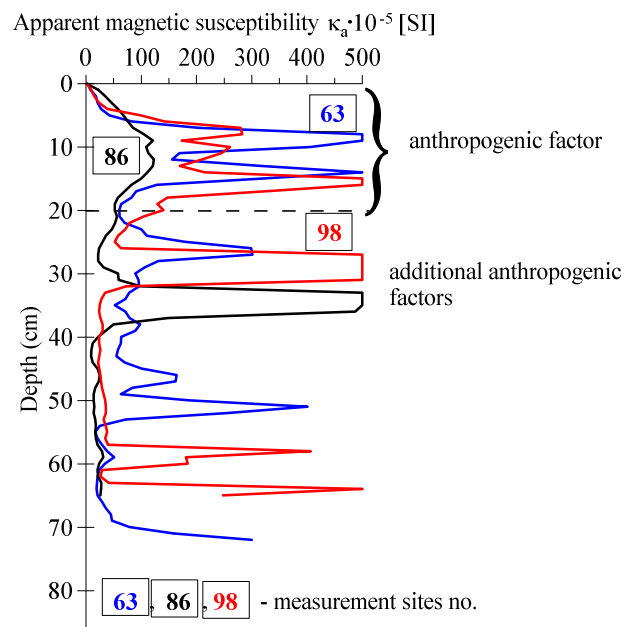 Apparent magnetic susceptibility κₐ·10⁻⁵ [SI]
0 100 200 300 400 500
0
63
anthropogenic factor
10
86
20
98
additional anthropogenic
factors
30
40
Depth (cm)
50
60
70
80
63, 86, 98 - measurement sites no.